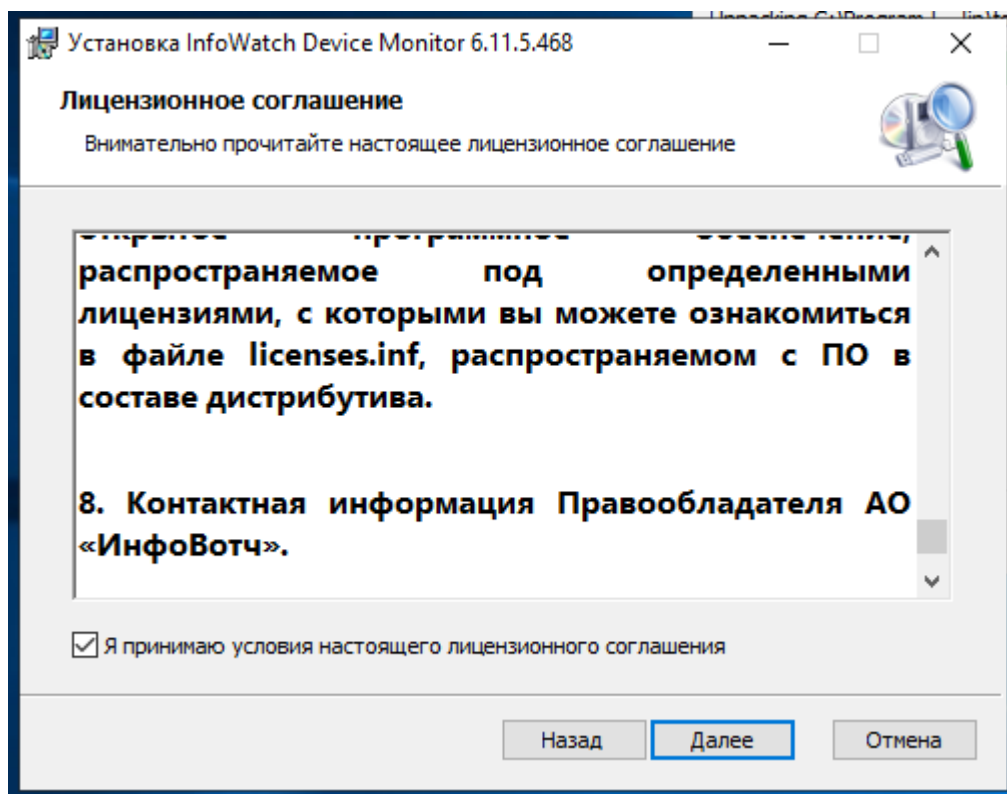 Установка InfoWatch Device Monitor 6.11.5.468
Лицензионное соглашение
Внимательно прочитайте настоящее лицензионное соглашение
распространяемое под определенными
лицензиями, с которыми вы можете ознакомиться
в файле licenses.inf, распространяемом с ПО в
составе дистрибутива.
8. Контактная информация Правообладателя АО
«ИнфоВотч».
Я принимаю условия настоящего лицензионного соглашения
Назад
Далее
Отмена